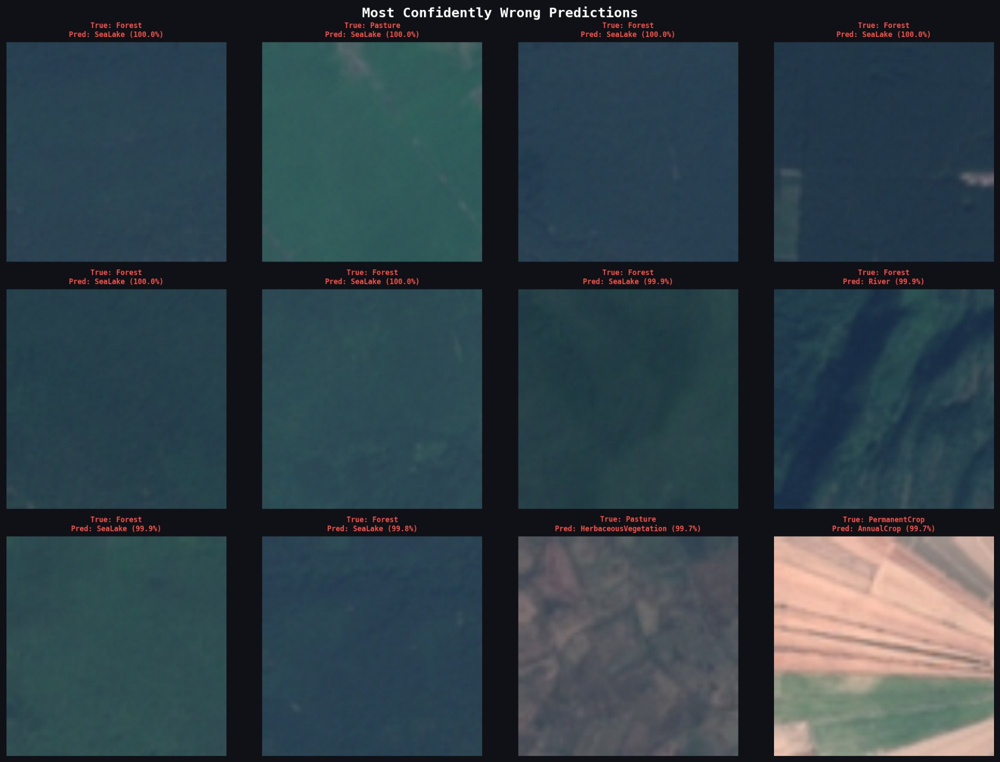 Most Confidently Wrong Predictions
True: Forest
Pred: SeaLake (100.0%)
True: Pasture
Pred: SeaLake (100.0%)
True: Forest
Pred: SeaLake (100.0%)
True: Forest
Pred: SeaLake (100.0%)
True: Forest
Pred: SeaLake (100.0%)
True: Forest
Pred: SeaLake (100.0%)
True: Forest
Pred: SeaLake (99.9%)
True: Forest
Pred: River (99.9%)
True: Forest
Pred: SeaLake (99.9%)
True: Forest
Pred: SeaLake (99.8%)
True: Pasture
Pred: HerbaceousVegetation (99.7%)
True: PermanentCrop
Pred: AnnualCrop (99.7%)